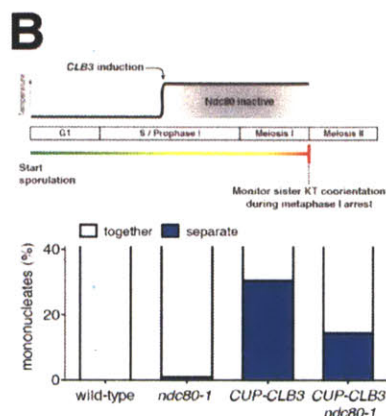 B
CLB3 induction
Temperature
Ndc80 inactive
G1 S / Prophase I Meiosis I Meiosis II
Start
sporulation
Monitor sister KT coorientation
during metaphase I arrest
together separate
mononucleates (%)
40
20
0
wild-type ndc80-1 CUP-CLB3 CUP-CLB3
ndc80-1